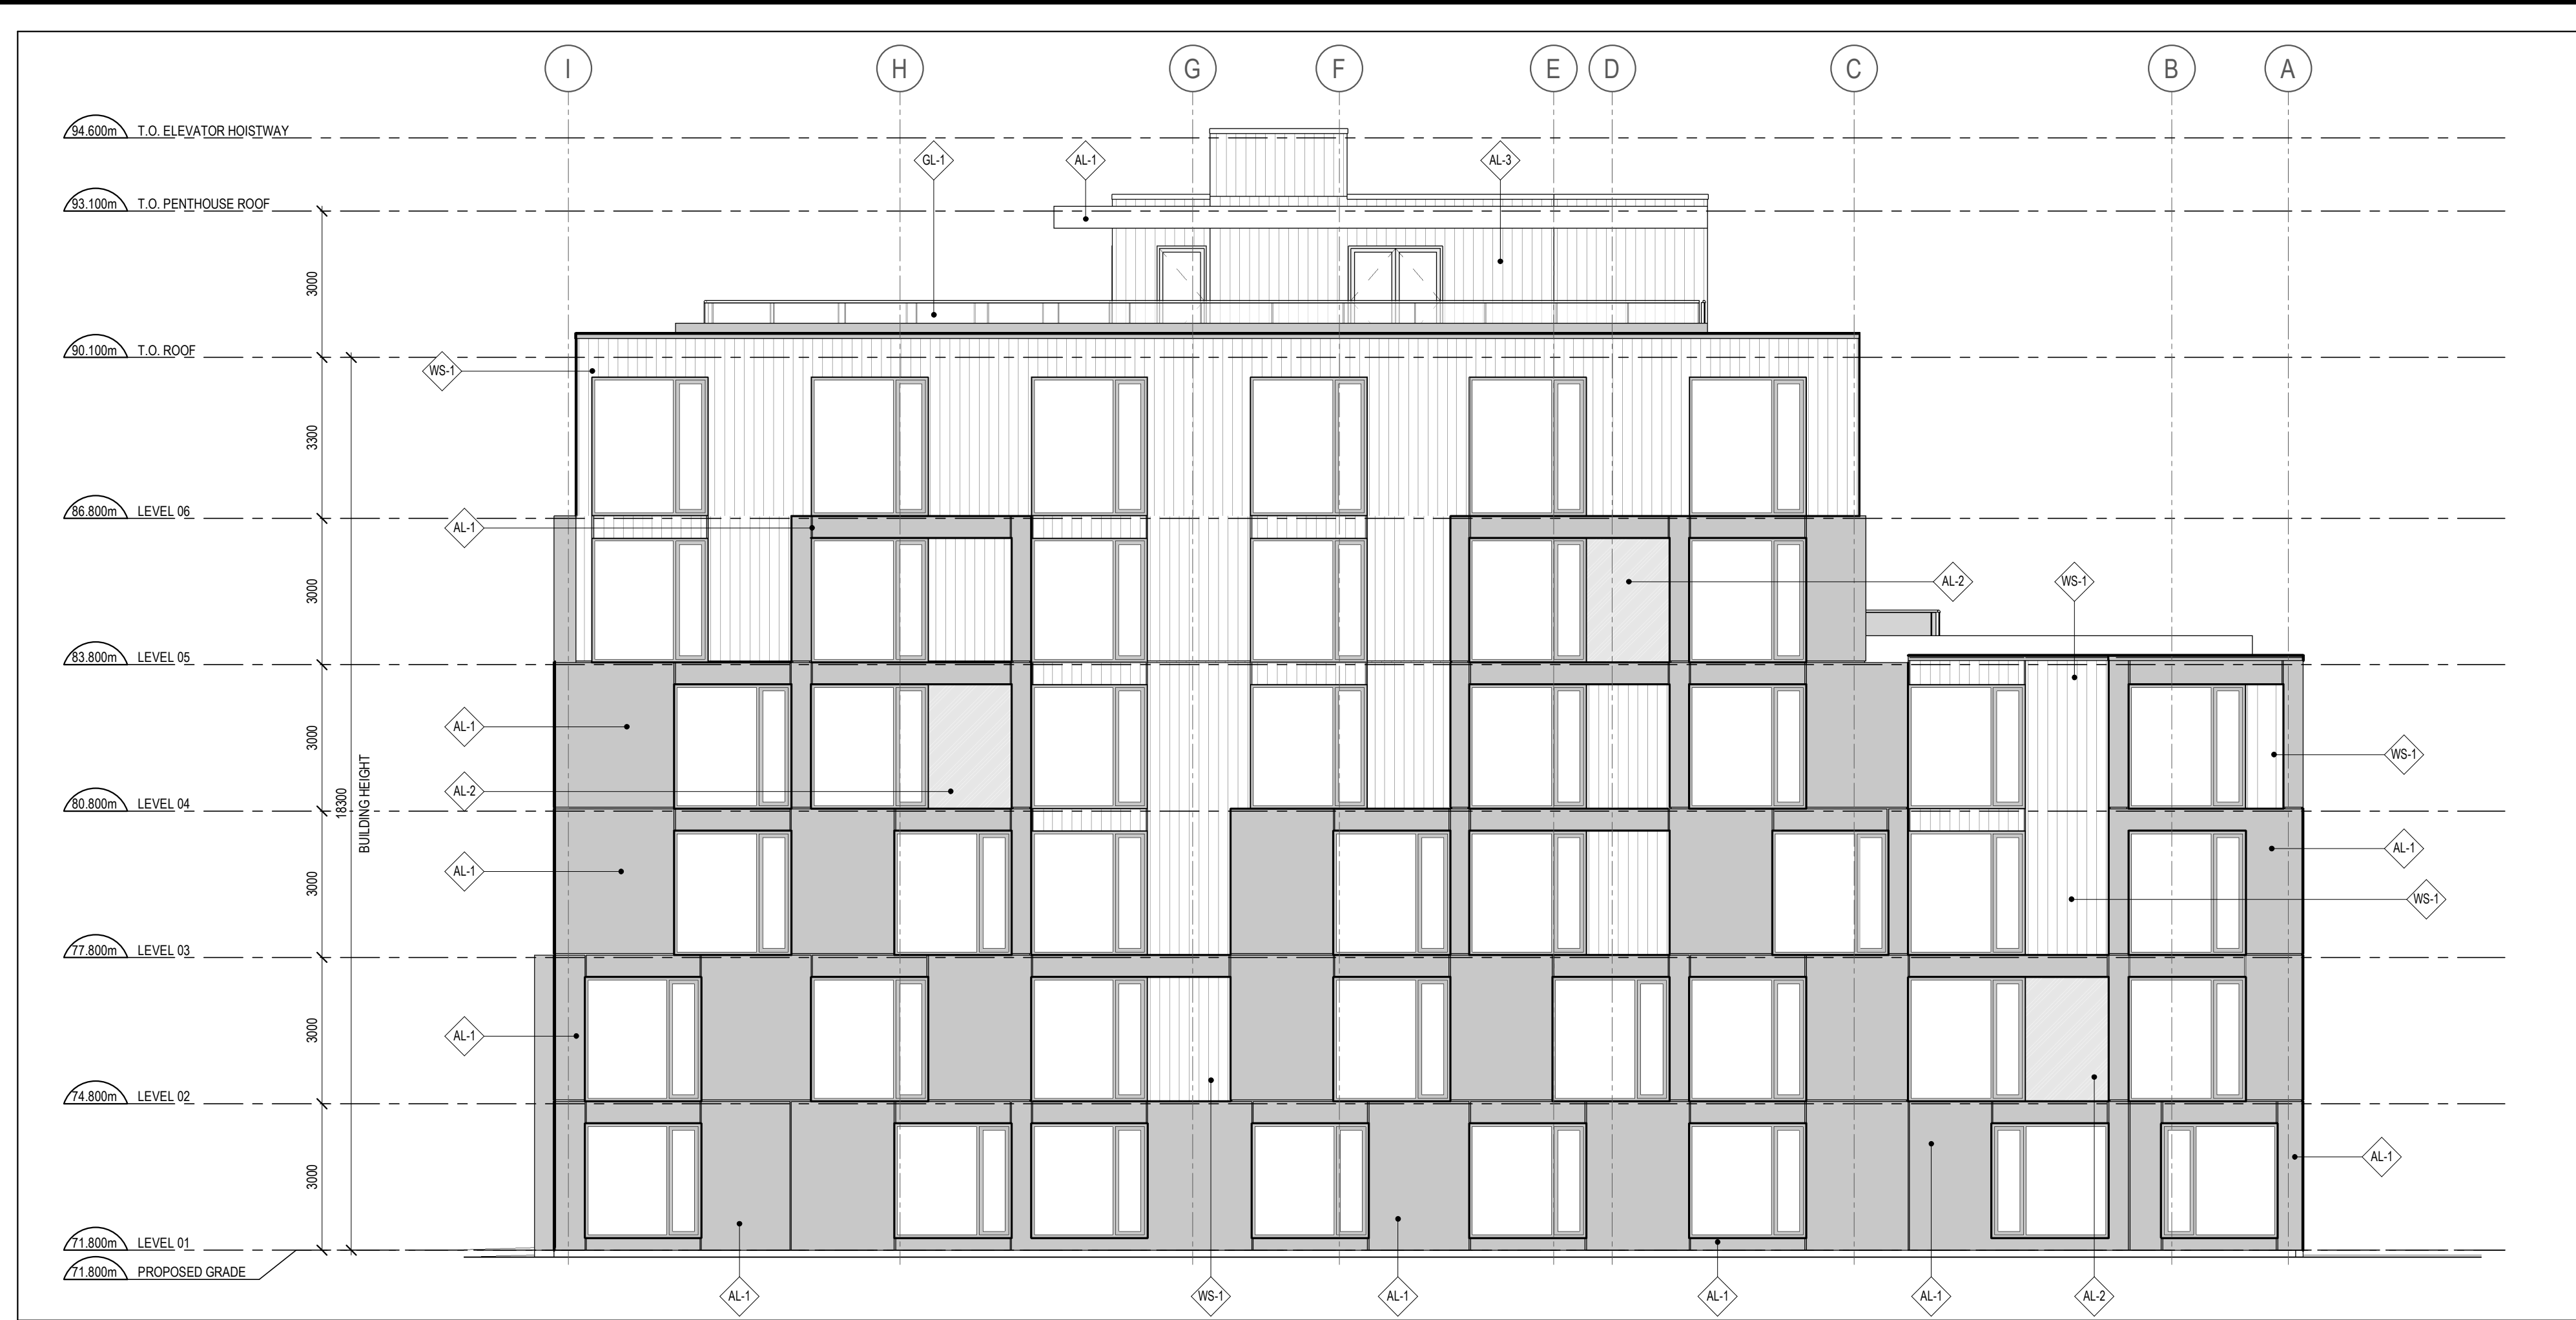 I H G F E D C B A
94.600m T.O. ELEVATOR HOISTWAY
GL-1 AL-1 AL-3
93.100m T.O. PENTHOUSE ROOF
3000
90.100m T.O. ROOF
WS-1
3300
86.800m LEVEL 06
AL-1
3000
AL-2 WS-1
83.800m LEVEL 05
AL-1
3000
WS-1
AL-2
80.800m LEVEL 04
18300
BUILDING HEIGHT
AL-1
3000
AL-1
WS-1
77.800m LEVEL 03
3000
AL-1
74.800m LEVEL 02
3000
AL-1
71.800m LEVEL 01
71.800m PROPOSED GRADE
AL-1 WS-1 AL-1 AL-1 AL-1 AL-2